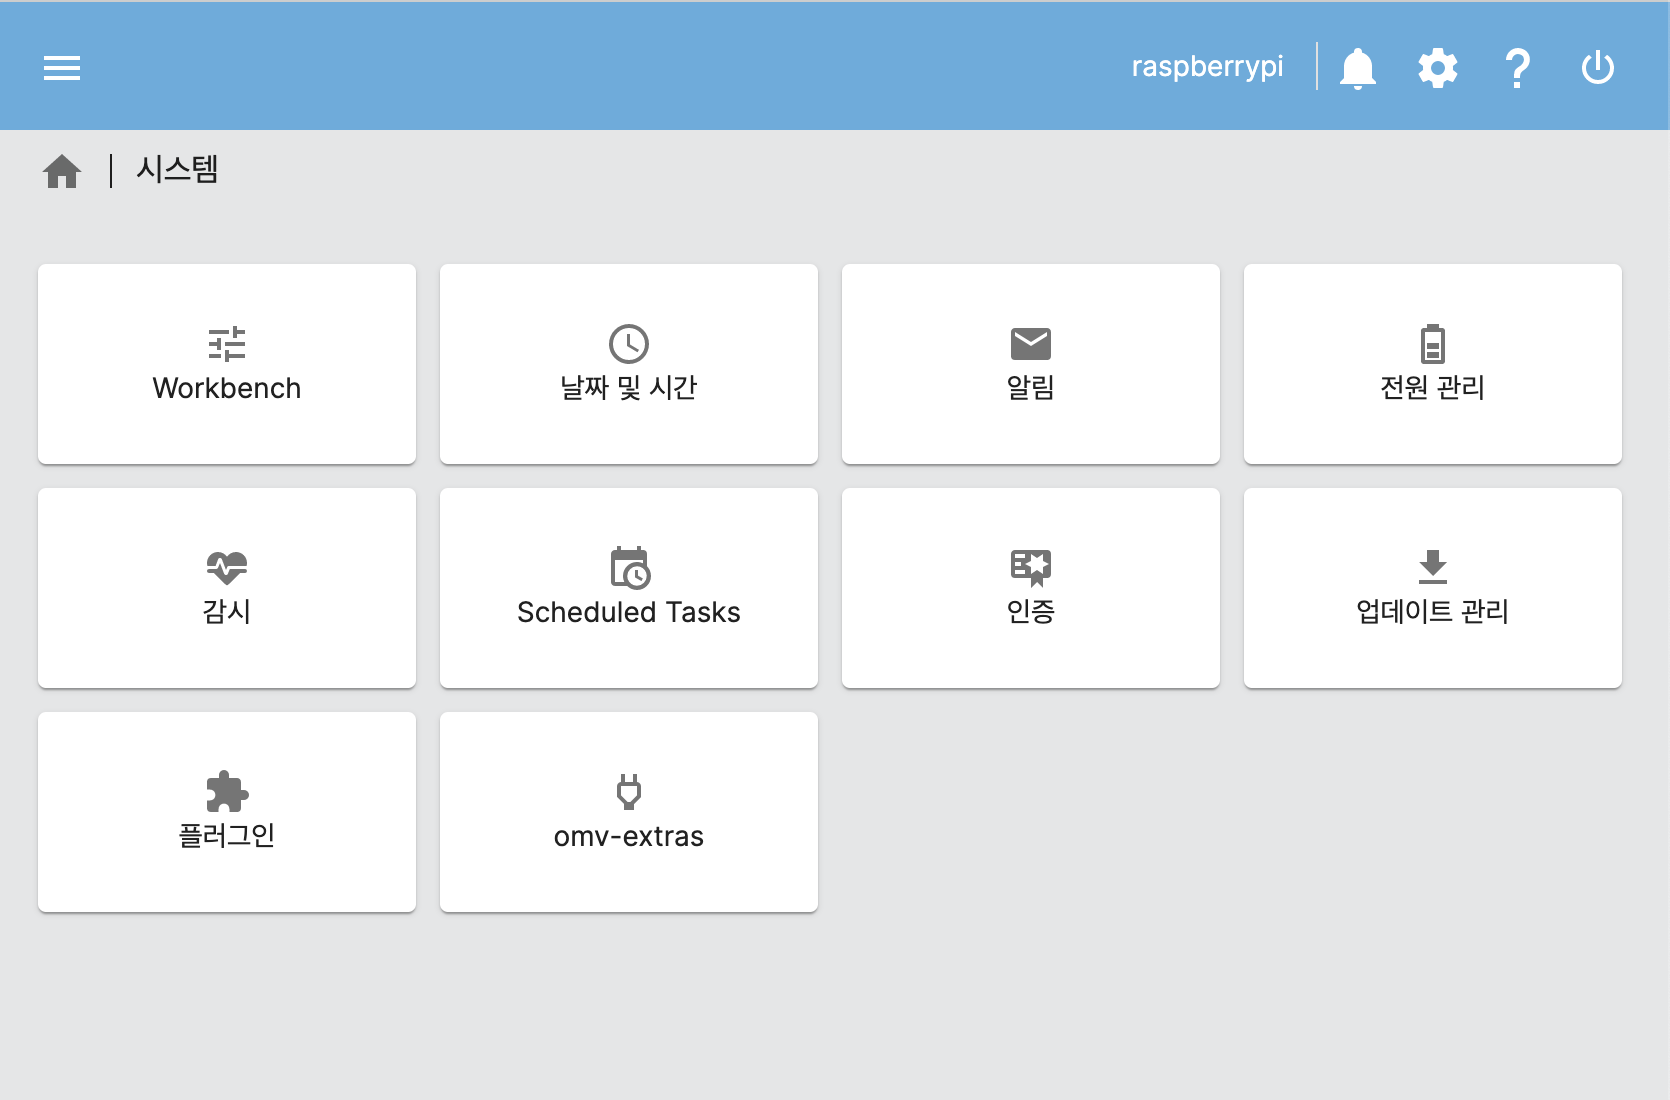 raspberrypi
시스템
Workbench
날짜 및 시간
알림
전원 관리
감시
Scheduled Tasks
인증
업데이트 관리
플러그인
omv-extras